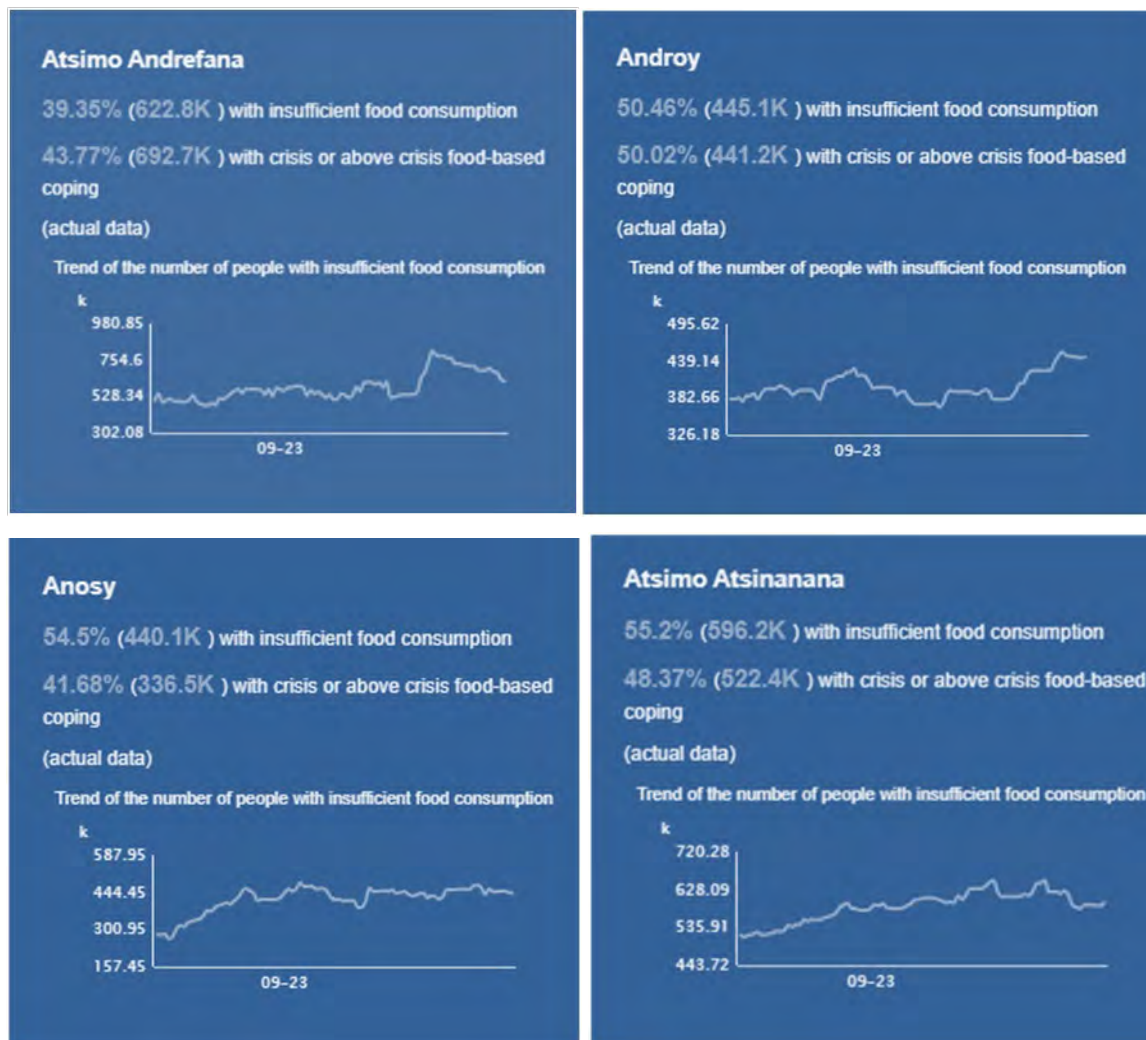 Atsimo Andrefana
39.35% (622.8K ) with insufficient food consumption
43.77% (692.7K ) with crisis or above crisis food-based
coping
(actual data)
Trend of the number of people with insufficient food consumption
k
980.85
754.6
528.34
302.08
09-23
Androy
50.46% (445.1K ) with insufficient food consumption
50.02% (441.2K ) with crisis or above crisis food-based
coping
(actual data)
Trend of the number of people with insufficient food consumption
k
495.62
439.14
382.66
326.18
09-23
Anosy
54.5% (440.1K ) with insufficient food consumption
41.68% (336.5K ) with crisis or above crisis food-based
coping
(actual data)
Trend of the number of people with insufficient food consumption
k
587.95
444.45
300.95
157.45
09-23
Atsimo Atsinanana
55.2% (596.2K ) with insufficient food consumption
48.37% (522.4K ) with crisis or above crisis food-based
coping
(actual data)
Trend of the number of people with insufficient food consumption
k
720.28
628.09
535.91
443.72
09-23